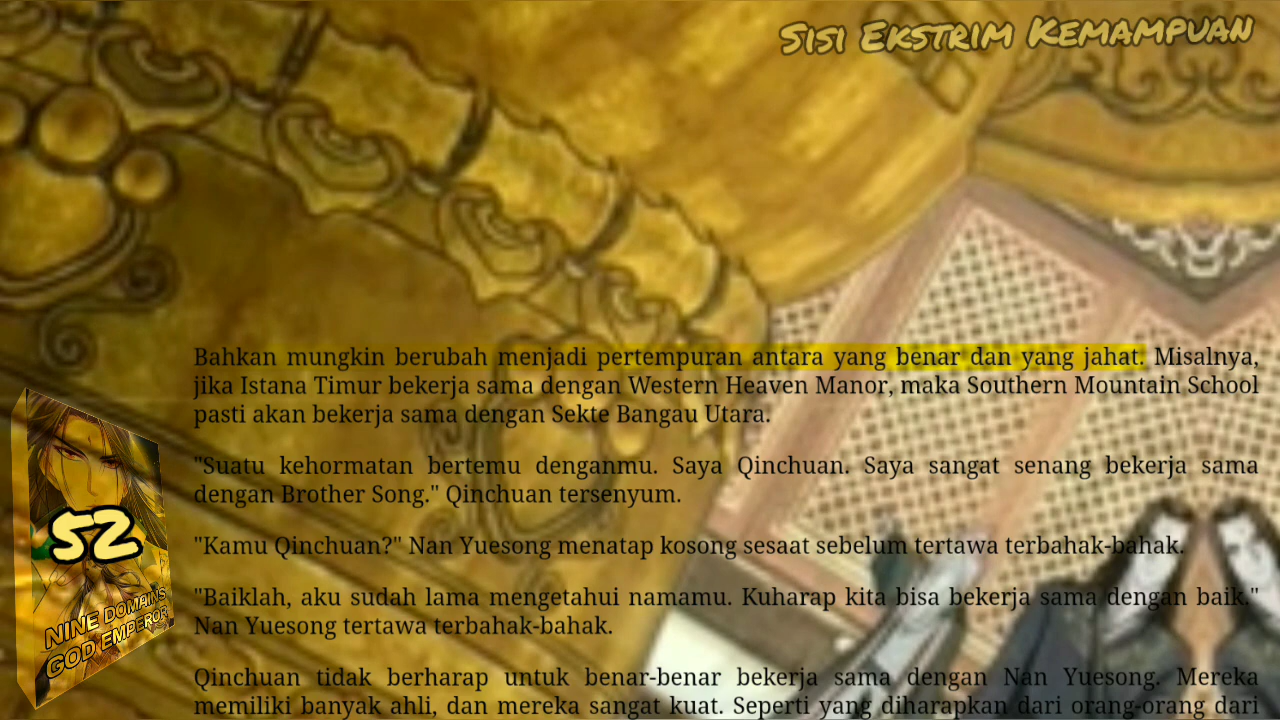 Sisi Ekstrim Kemampuan
Bahkan mungkin berubah menjadi pertempuran antara yang benar dan yang jahat. Misalnya,
jika Istana Timur bekerja sama dengan Western Heaven Manor, maka Southern Mountain School
pasti akan bekerja sama dengan Sekte Bangau Utara.
"Suatu kehormatan bertemu denganmu. Saya Qinchuan. Saya sangat senang bekerja sama
dengan Brother Song." Qinchuan tersenyum.
"Kamu Qinchuan?" Nan Yuesong menatap kosong sesaat sebelum tertawa terbahak-bahak.
"Baiklah, aku sudah lama mengetahui namamu. Kuharap kita bisa bekerja sama dengan baik."
Nan Yuesong tertawa terbahak-bahak.
Qinchuan tidak berharap untuk benar-benar bekerja sama dengan Nan Yuesong. Mereka
memiliki banyak ahli, dan mereka sangat kuat. Seperti yang diharapkan dari orang-orang dari
52
NINE DOMAINS
GOD EMPEROR